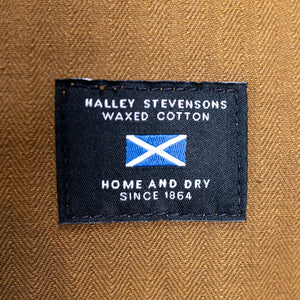 HALLEY STEVENSONS
WAXED COTTON
HOME AND DRY
SINCE 1864